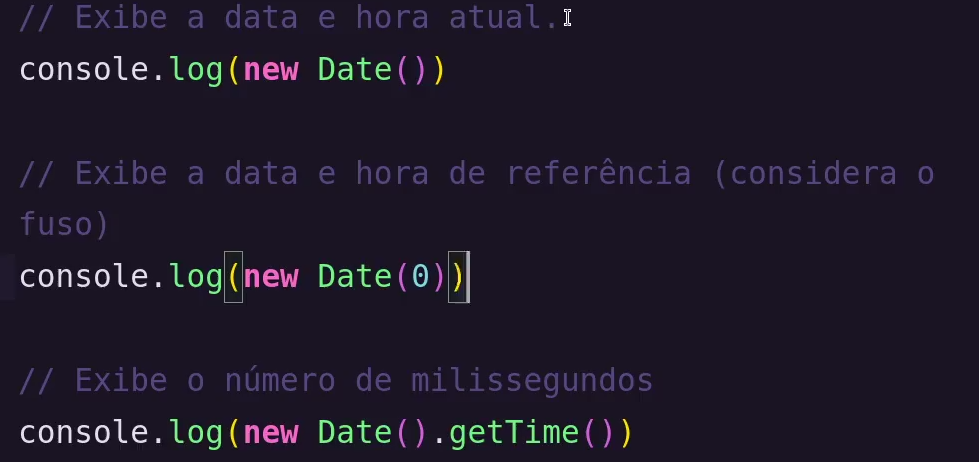 // Exibe a data e hora atual.
console.log(new Date())
// Exibe a data e hora de referência (considera o
fuso)
console.log(new Date(0))
// Exibe o número de milissegundos
console.log(new Date().getTime())